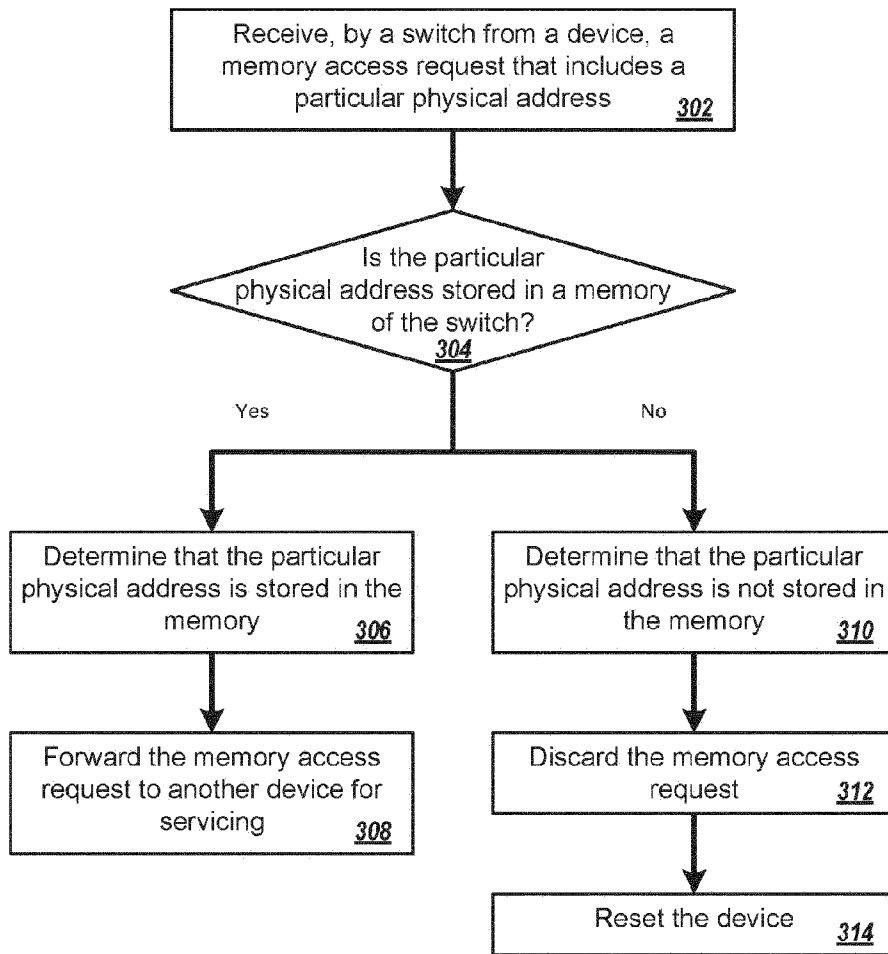 Receive, by a switch from a device, a
memory access request that includes a
particular physical address
302
Is the particular
physical address stored in a memory
of the switch?
304
Yes
No
Determine that the particular
physical address is stored in the
memory
306
Forward the memory access
request to another device for
servicing
308
Determine that the particular
physical address is not stored in
the memory
310
Discard the memory access
request
312
Reset the device
314